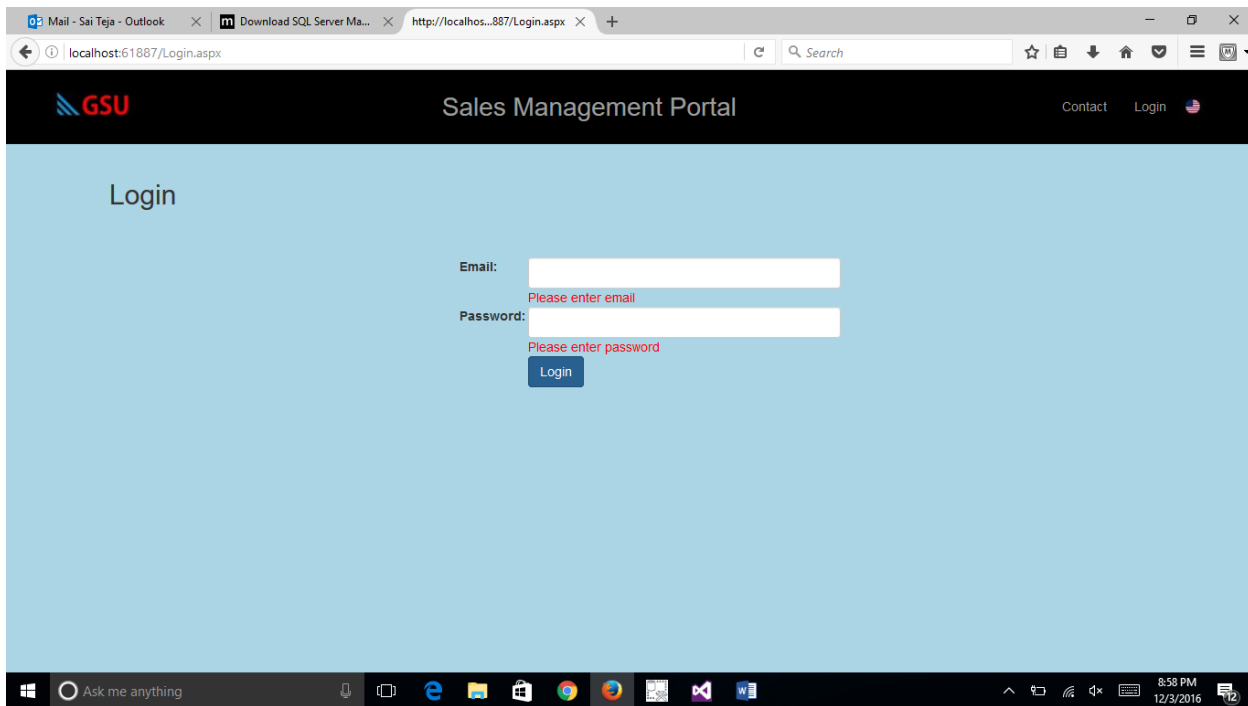 Mail - Sai Teja - Outlook
Download SQL Server Ma...
http://localhos...887/Login.aspx
localhost:61887/Login.aspx
Search
GSU
Sales Management Portal
Contact
Login
Login
Email:
Please enter email
Password:
Please enter password
Login
Ask me anything
8:58 PM
12/3/2016
12